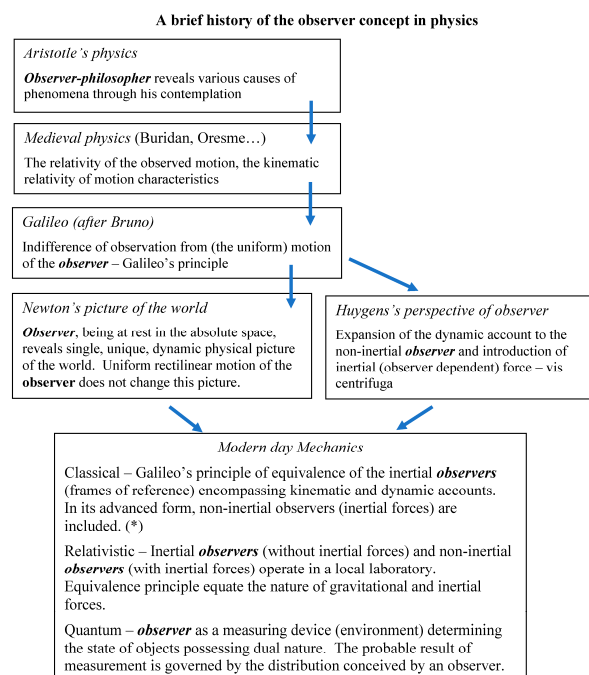 A brief history of the observer concept in physics
Aristotle's physics
Observer-philosopher reveals various causes of
phenomena through his contemplation
Medieval physics (Buridan, Oresme…)
The relativity of the observed motion, the kinematic
relativity of motion characteristics
Galileo (after Bruno)
Indifference of observation from (the uniform) motion
of the observer – Galileo's principle
Newton's picture of the world
Observer, being at rest in the absolute space,
reveals single, unique, dynamic physical picture
of the world.  Uniform rectilinear motion of the
observer does not change this picture.
Huygens's perspective of observer
Expansion of the dynamic account to the
non-inertial observer and introduction of
inertial (observer dependent) force – vis
centrifuga
Modern day Mechanics
Classical – Galileo's principle of equivalence of the inertial observers
(frames of reference) encompassing kinematic and dynamic accounts.
In its advanced form, non-inertial observers (inertial forces) are
included. (*)
Relativistic – Inertial observers (without inertial forces) and non-inertial
observers (with inertial forces) operate in a local laboratory.
Equivalence principle equate the nature of gravitational and inertial
forces.
Quantum – observer as a measuring device (environment) determining
the state of objects possessing dual nature.  The probable result of
measurement is governed by the distribution conceived by an observer.